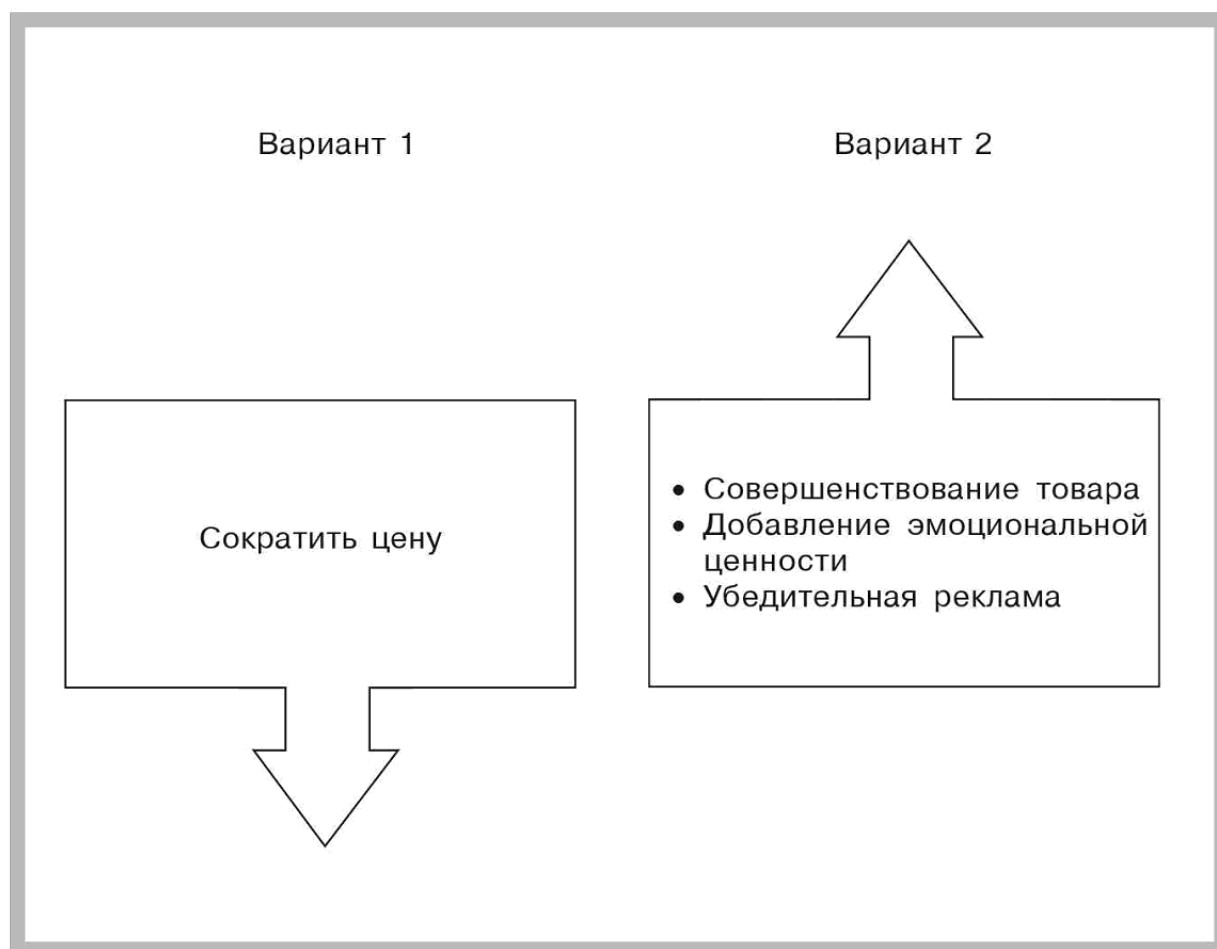 Вариант 1
Вариант 2
Сократить цену
• Совершенствование товара
• Добавление эмоциональной
ценности
• Убедительная реклама